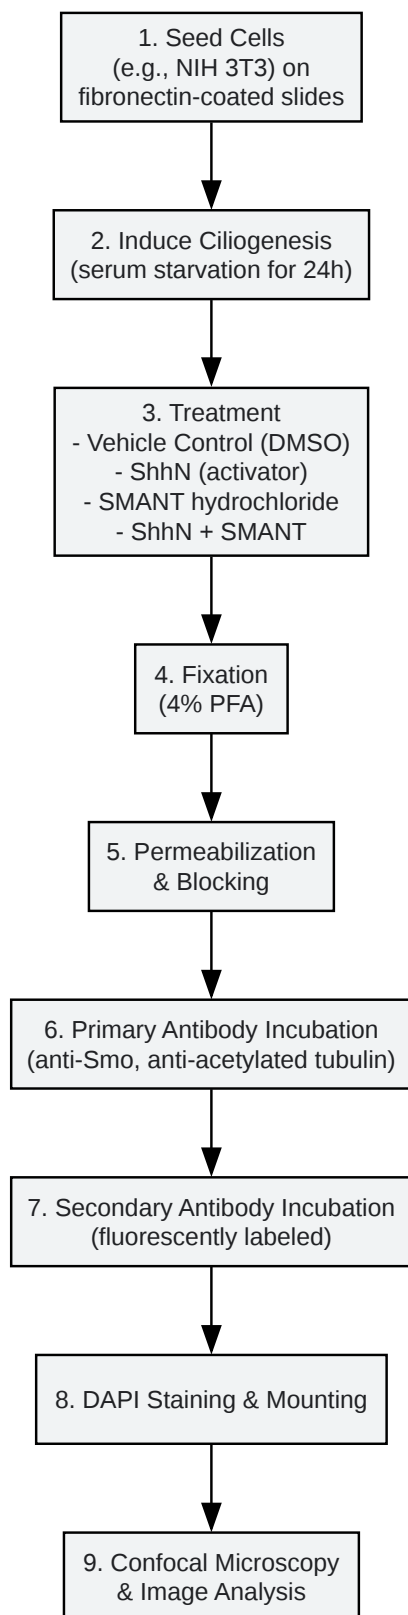 1. Seed Cells
(e.g., NIH 3T3) on
fibronectin-coated slides
2. Induce Ciliogenesis
(serum starvation for 24h)
3. Treatment
- Vehicle Control (DMSO)
- ShhN (activator)
- SMANT hydrochloride
- ShhN + SMANT
4. Fixation
(4% PFA)
5. Permeabilization
& Blocking
6. Primary Antibody Incubation
(anti-Smo, anti-acetylated tubulin)
7. Secondary Antibody Incubation
(fluorescently labeled)
8. DAPI Staining & Mounting
9. Confocal Microscopy
& Image Analysis